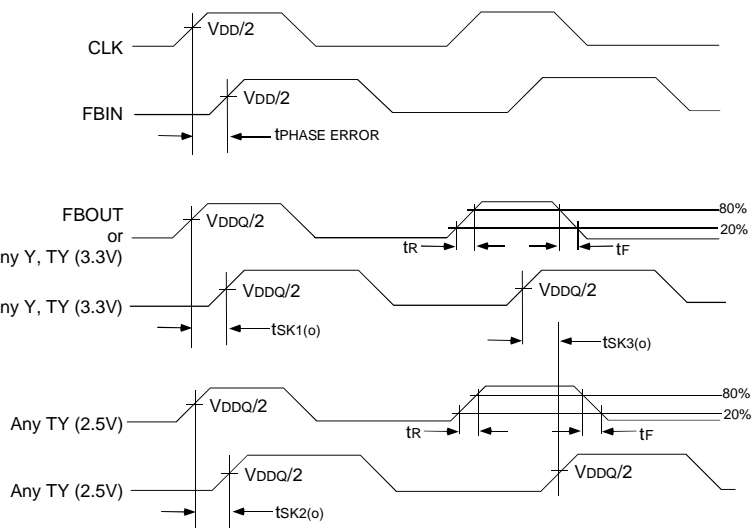 CLK
VDD/2
FBIN
VDD/2
tPHASE ERROR
FBOUT
or
ny Y, TY (3.3V)
VDDQ/2
80%
20%
tR
tF
ny Y, TY (3.3V)
VDDQ/2
VDDQ/2
tSK1(o)
tSK3(o)
Any TY (2.5V)
VDDQ/2
80%
20%
tR
tF
Any TY (2.5V)
VDDQ/2
VDDQ/2
tSK2(o)